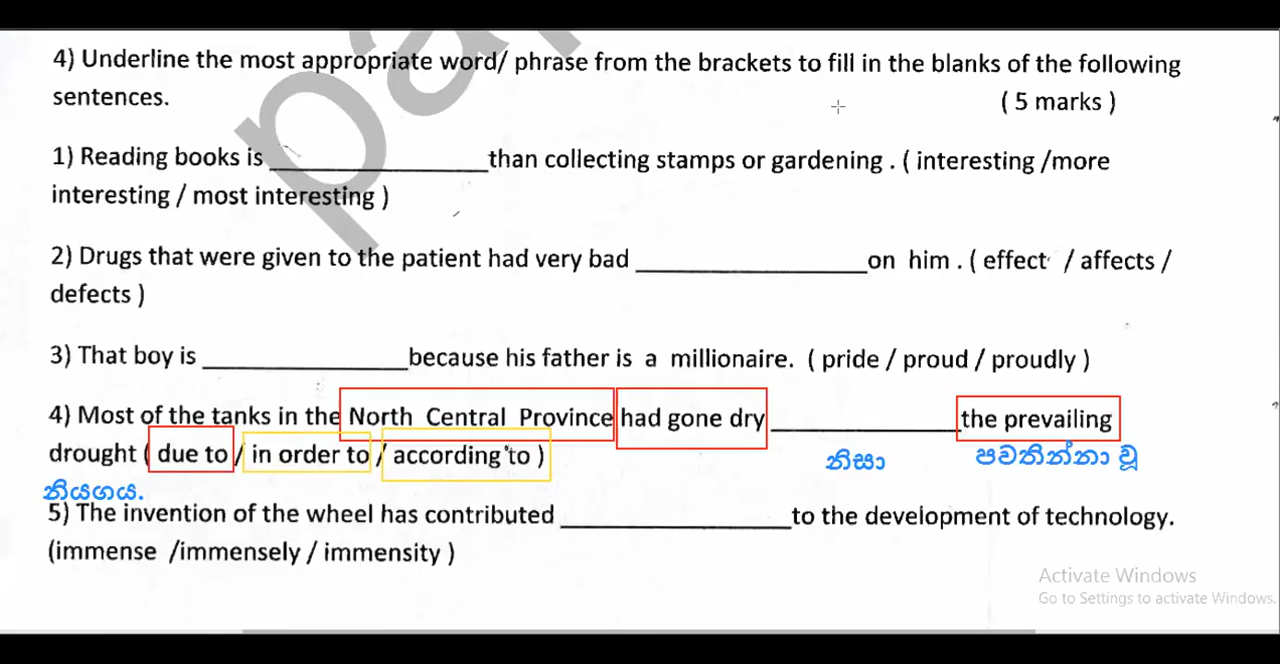 4) Underline the most appropriate word/ phrase from the brackets to fill in the blanks of the following
sentences. ( 5 marks )
1) Reading books is ________________ than collecting stamps or gardening . ( interesting /more
interesting / most interesting )
2) Drugs that were given to the patient had very bad ________________ on him . ( effect / affects /
defects )
3) That boy is ________________ because his father is a millionaire. ( pride / proud / proudly )
4) Most of the tanks in the North Central Province had gone dry ________________ the prevailing
drought ( due to / in order to / according to )
නිසා පවතින්නා වූ
නියගය.
5) The invention of the wheel has contributed ________________ to the development of technology.
(immense /immensely / immensity )
Activate Windows
Go to Settings to activate Windows.